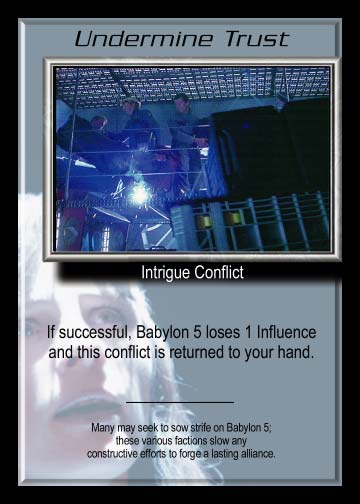 Undermine Trust
Intrigue Conflict
If successful, Babylon 5 loses 1 Influence
and this conflict is returned to your hand.
Many may seek to sow strife on Babylon 5;
these various factions slow any
constructive efforts to forge a lasting alliance.